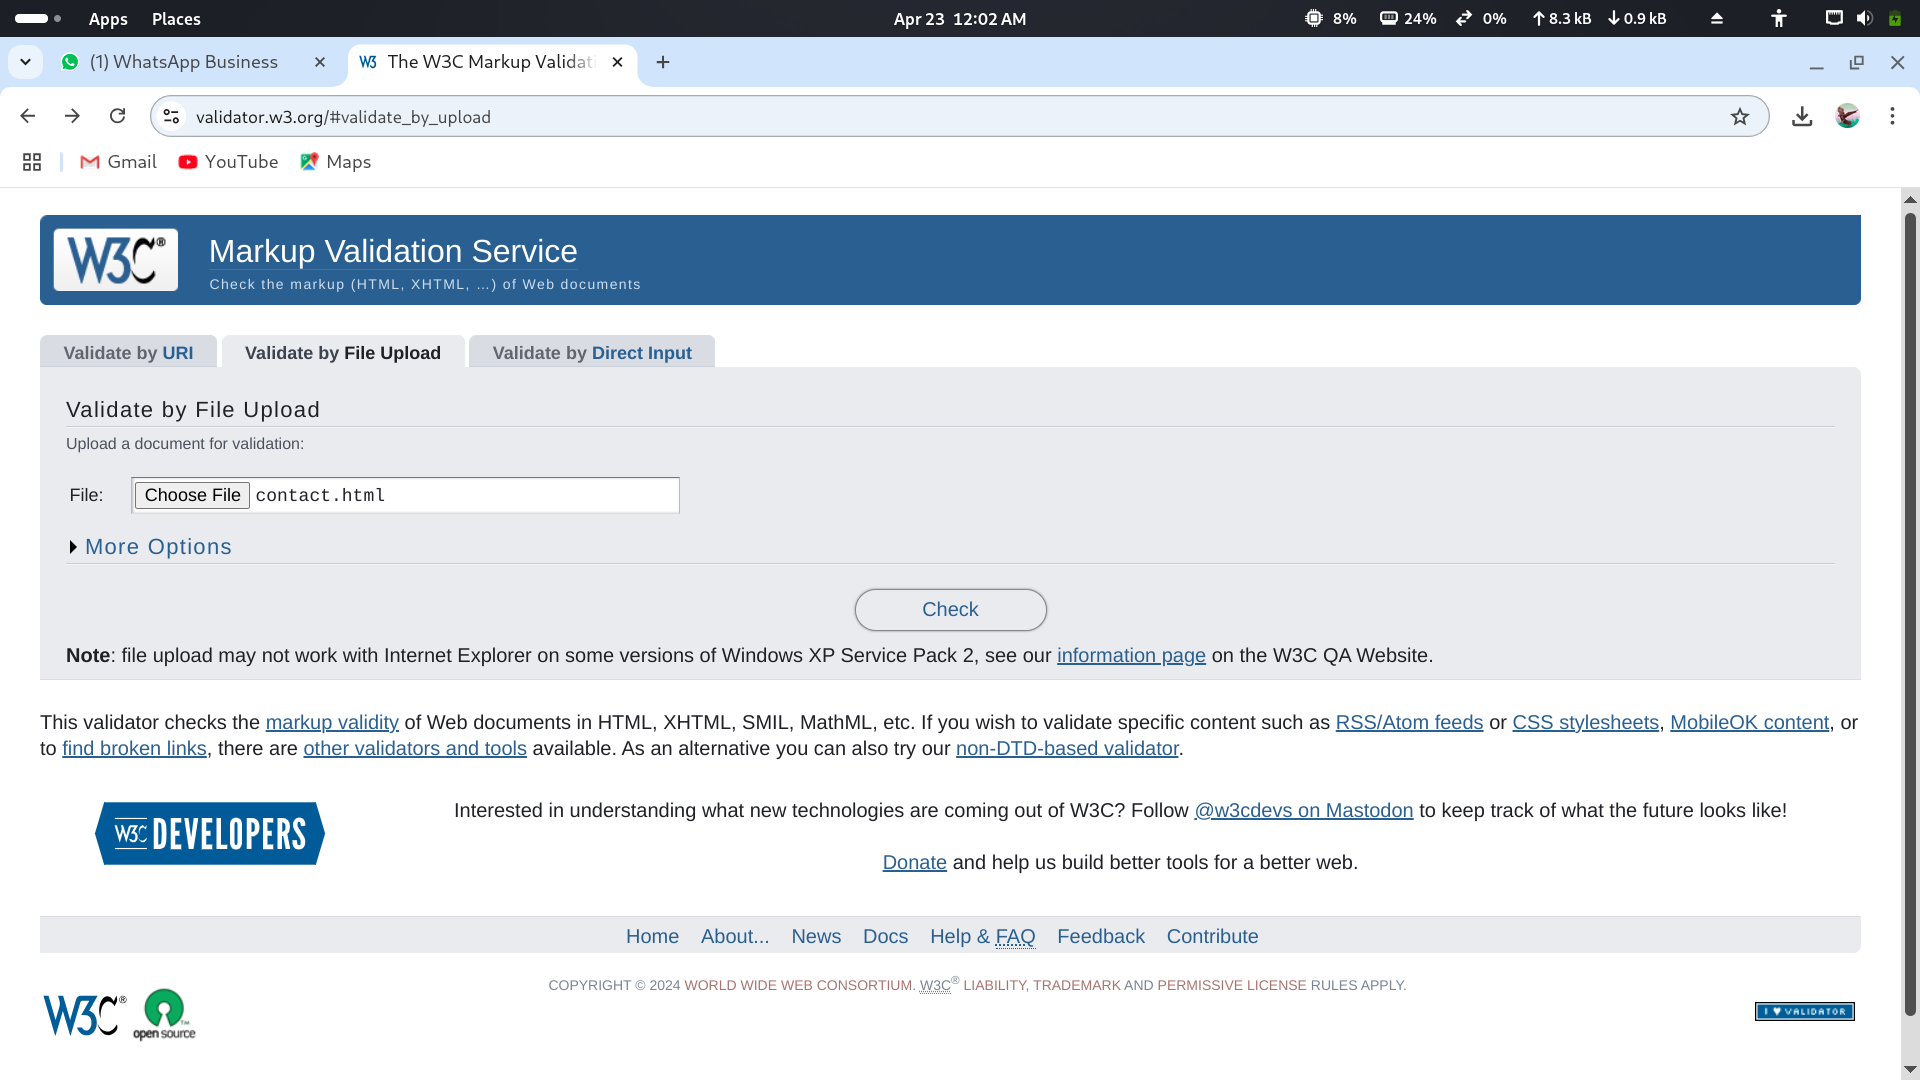 Apps Places Apr 23 12:02 AM 8% 24% 0% 8.3 kB 0.9 kB
(1) WhatsApp Business The W3C Markup Validati
validator.w3.org/#validate_by_upload
Gmail YouTube Maps
W3C® Markup Validation Service
Check the markup (HTML, XHTML, …) of Web documents
Validate by URI Validate by File Upload Validate by Direct Input
Validate by File Upload
Upload a document for validation:
File: Choose File contact.html
More Options
Check
Note: file upload may not work with Internet Explorer on some versions of Windows XP Service Pack 2, see our information page on the W3C QA Website.
This validator checks the markup validity of Web documents in HTML, XHTML, SMIL, MathML, etc. If you wish to validate specific content such as RSS/Atom feeds or CSS stylesheets, MobileOK content, or
to find broken links, there are other validators and tools available. As an alternative you can also try our non-DTD-based validator.
W3C DEVELOPERS
Interested in understanding what new technologies are coming out of W3C? Follow @w3cdevs on Mastodon to keep track of what the future looks like!
Donate and help us build better tools for a better web.
Home About... News Docs Help & FAQ Feedback Contribute
COPYRIGHT © 2024 WORLD WIDE WEB CONSORTIUM. W3C® LIABILITY, TRADEMARK AND PERMISSIVE LICENSE RULES APPLY.
W3C® open source™
I ♥ VALIDATOR